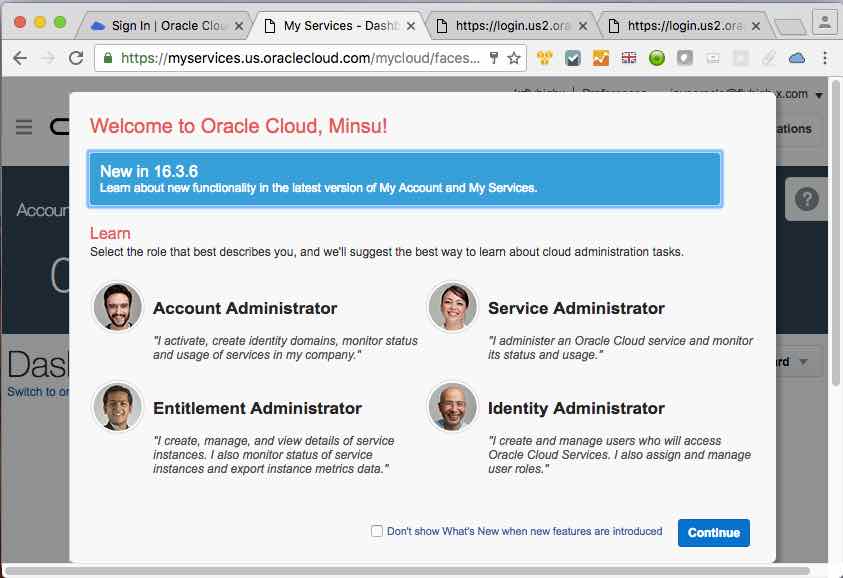 Sign In | Oracle Clou
My Services - Dashb
https://login.us2.ora
https://login.us2.ora
https://myservices.us.oraclecloud.com/mycloud/faces...
Welcome to Oracle Cloud, Minsu!
New in 16.3.6
Learn about new functionality in the latest version of My Account and My Services.
Accoun
?
Learn
Select the role that best describes you, and we'll suggest the best way to learn about cloud administration tasks.
Account Administrator
"I activate, create identity domains, monitor status
and usage of services in my company."
Service Administrator
"I administer an Oracle Cloud service and monitor
its status and usage."
Dash
Switch to or
rd
Entitlement Administrator
"I create, manage, and view details of service
instances. I also monitor status of service
instances and export instance metrics data."
Identity Administrator
"I create and manage users who will access
Oracle Cloud Services. I also assign and manage
user roles."
Don't show What's New when new features are introduced
Continue